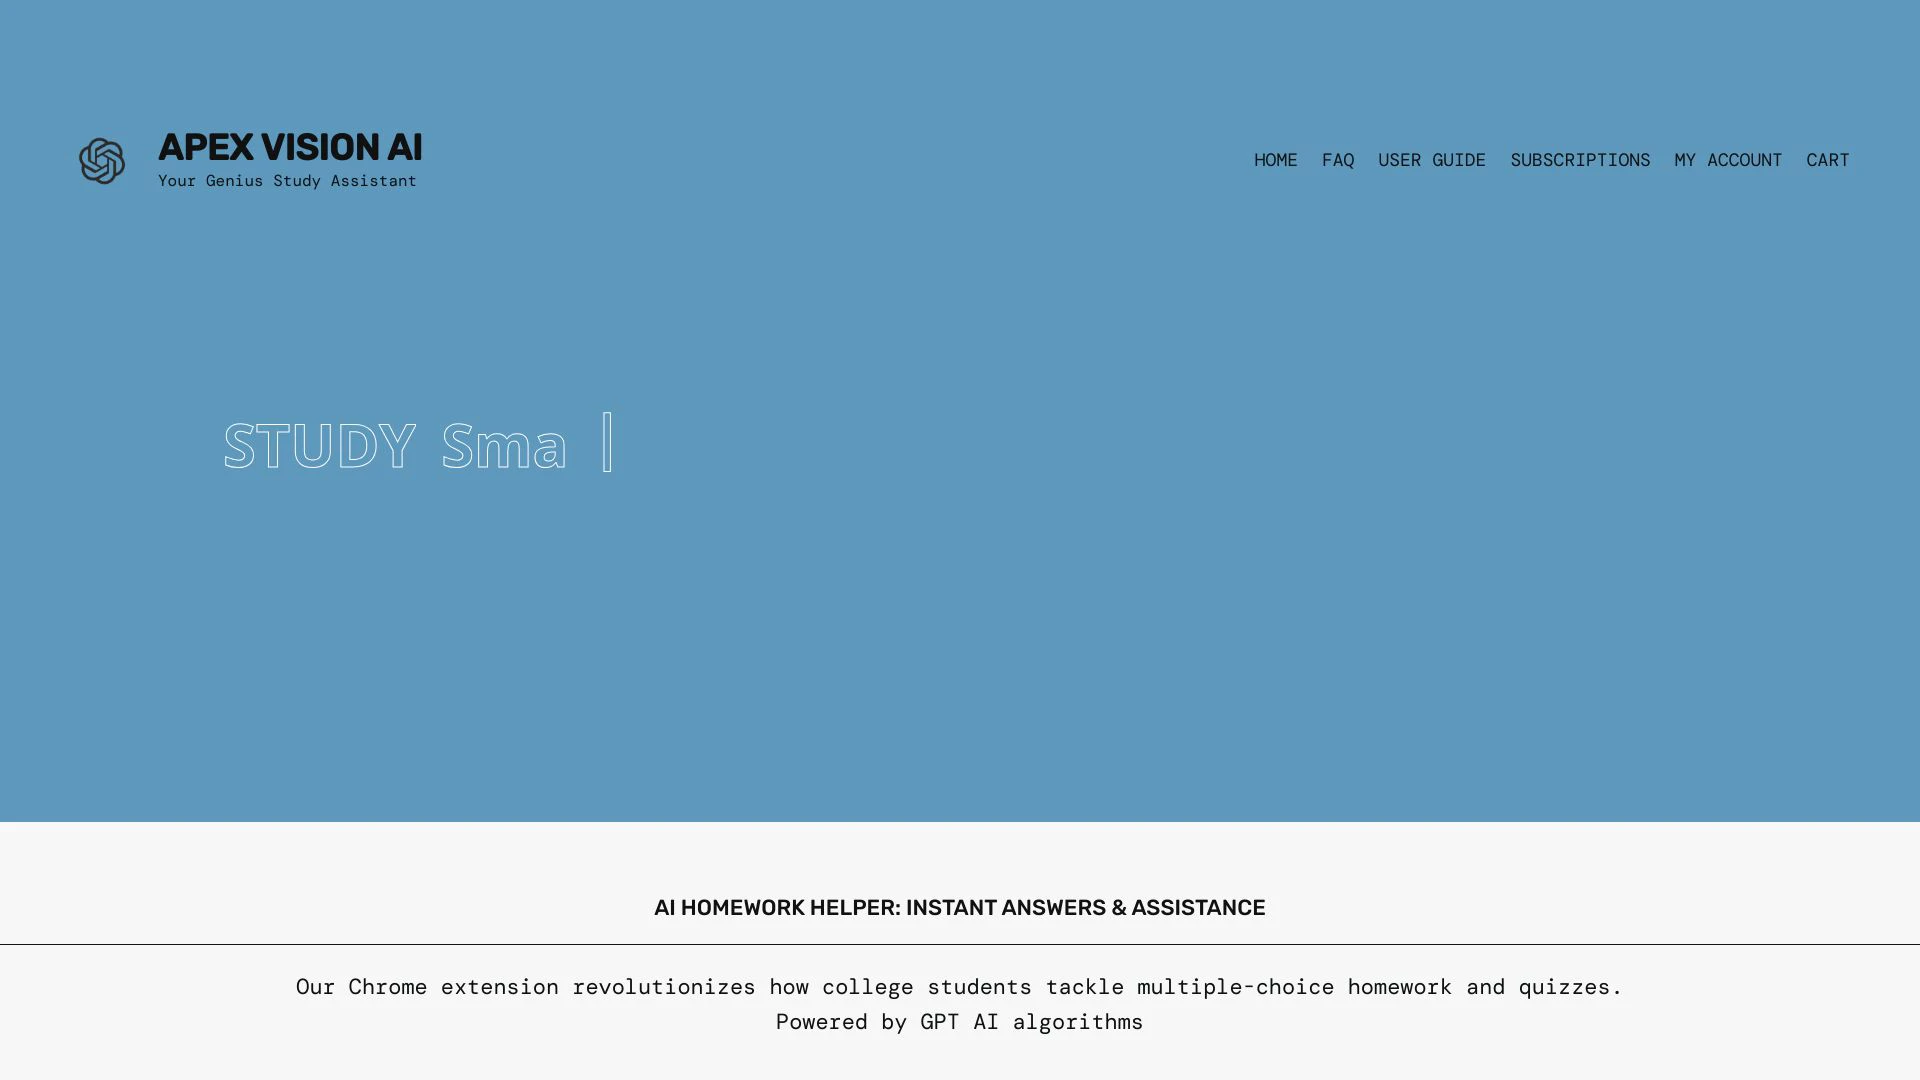 APEX VISION AI
Your Genius Study Assistant
HOME FAQ USER GUIDE SUBSCRIPTIONS MY ACCOUNT CART
STUDY Sma |
AI HOMEWORK HELPER: INSTANT ANSWERS & ASSISTANCE
Our Chrome extension revolutionizes how college students tackle multiple-choice homework and quizzes.
Powered by GPT AI algorithms